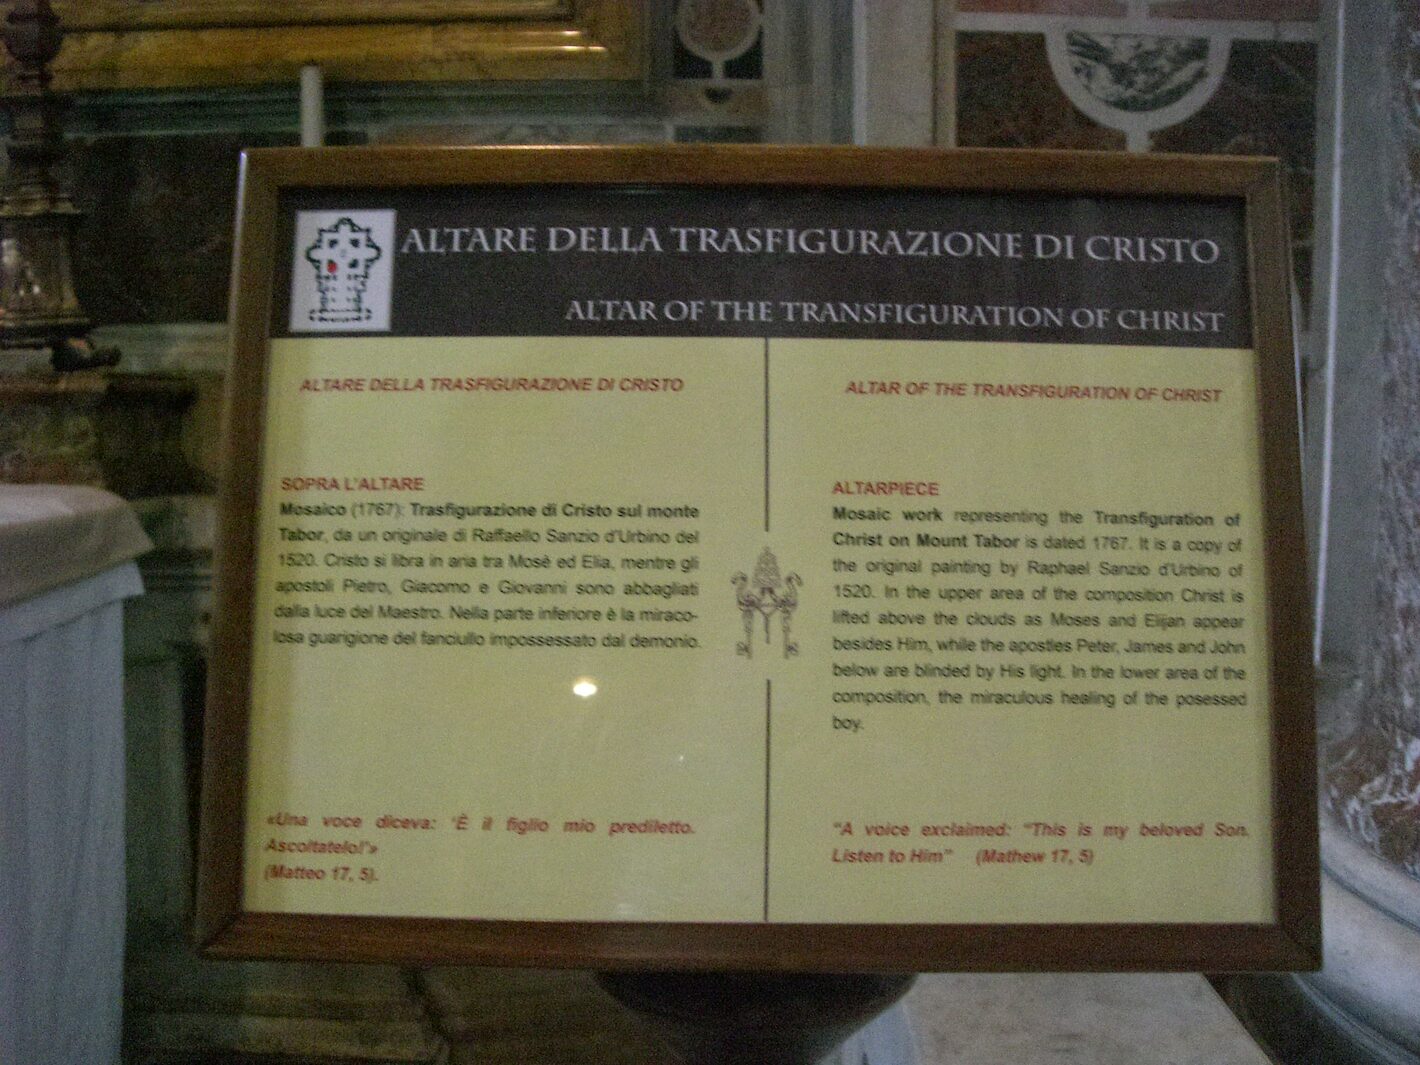 ALTARE DELLA TRASFIGURAZIONE DI CRISTO
ALTAR OF THE TRANSFIGURATION OF CHRIST
ALTARE DELLA TRASFIGURAZIONE DI CRISTO
SOPRA L'ALTARE
Mosaico (1767): Trasfigurazione di Cristo sul monte
Tabor, da un originale di Raffaello Sanzio d'Urbino del
1520. Cristo si libra in aria tra Mosè ed Elia, mentre gli
apostoli Pietro, Giacomo e Giovanni sono abbagliati
dalla luce del Maestro. Nella parte inferiore è la miraco-
losa guarigione del fanciullo impossessato dal demonio.
«Una voce diceva: 'È il figlio mio prediletto.
Ascoltatelo!'»
(Matteo 17, 5).
ALTAR OF THE TRANSFIGURATION OF CHRIST
ALTARPIECE
Mosaic work representing the Transfiguration of
Christ on Mount Tabor is dated 1767. It is a copy of
the original painting by Raphael Sanzio d'Urbino of
1520. In the upper area of the composition Christ is
lifted above the clouds as Moses and Elijan appear
besides Him, while the apostles Peter, James and John
below are blinded by His light. In the lower area of the
composition, the miraculous healing of the posessed
boy.
"A voice exclaimed: "This is my beloved Son.
Listen to Him" (Mathew 17, 5)